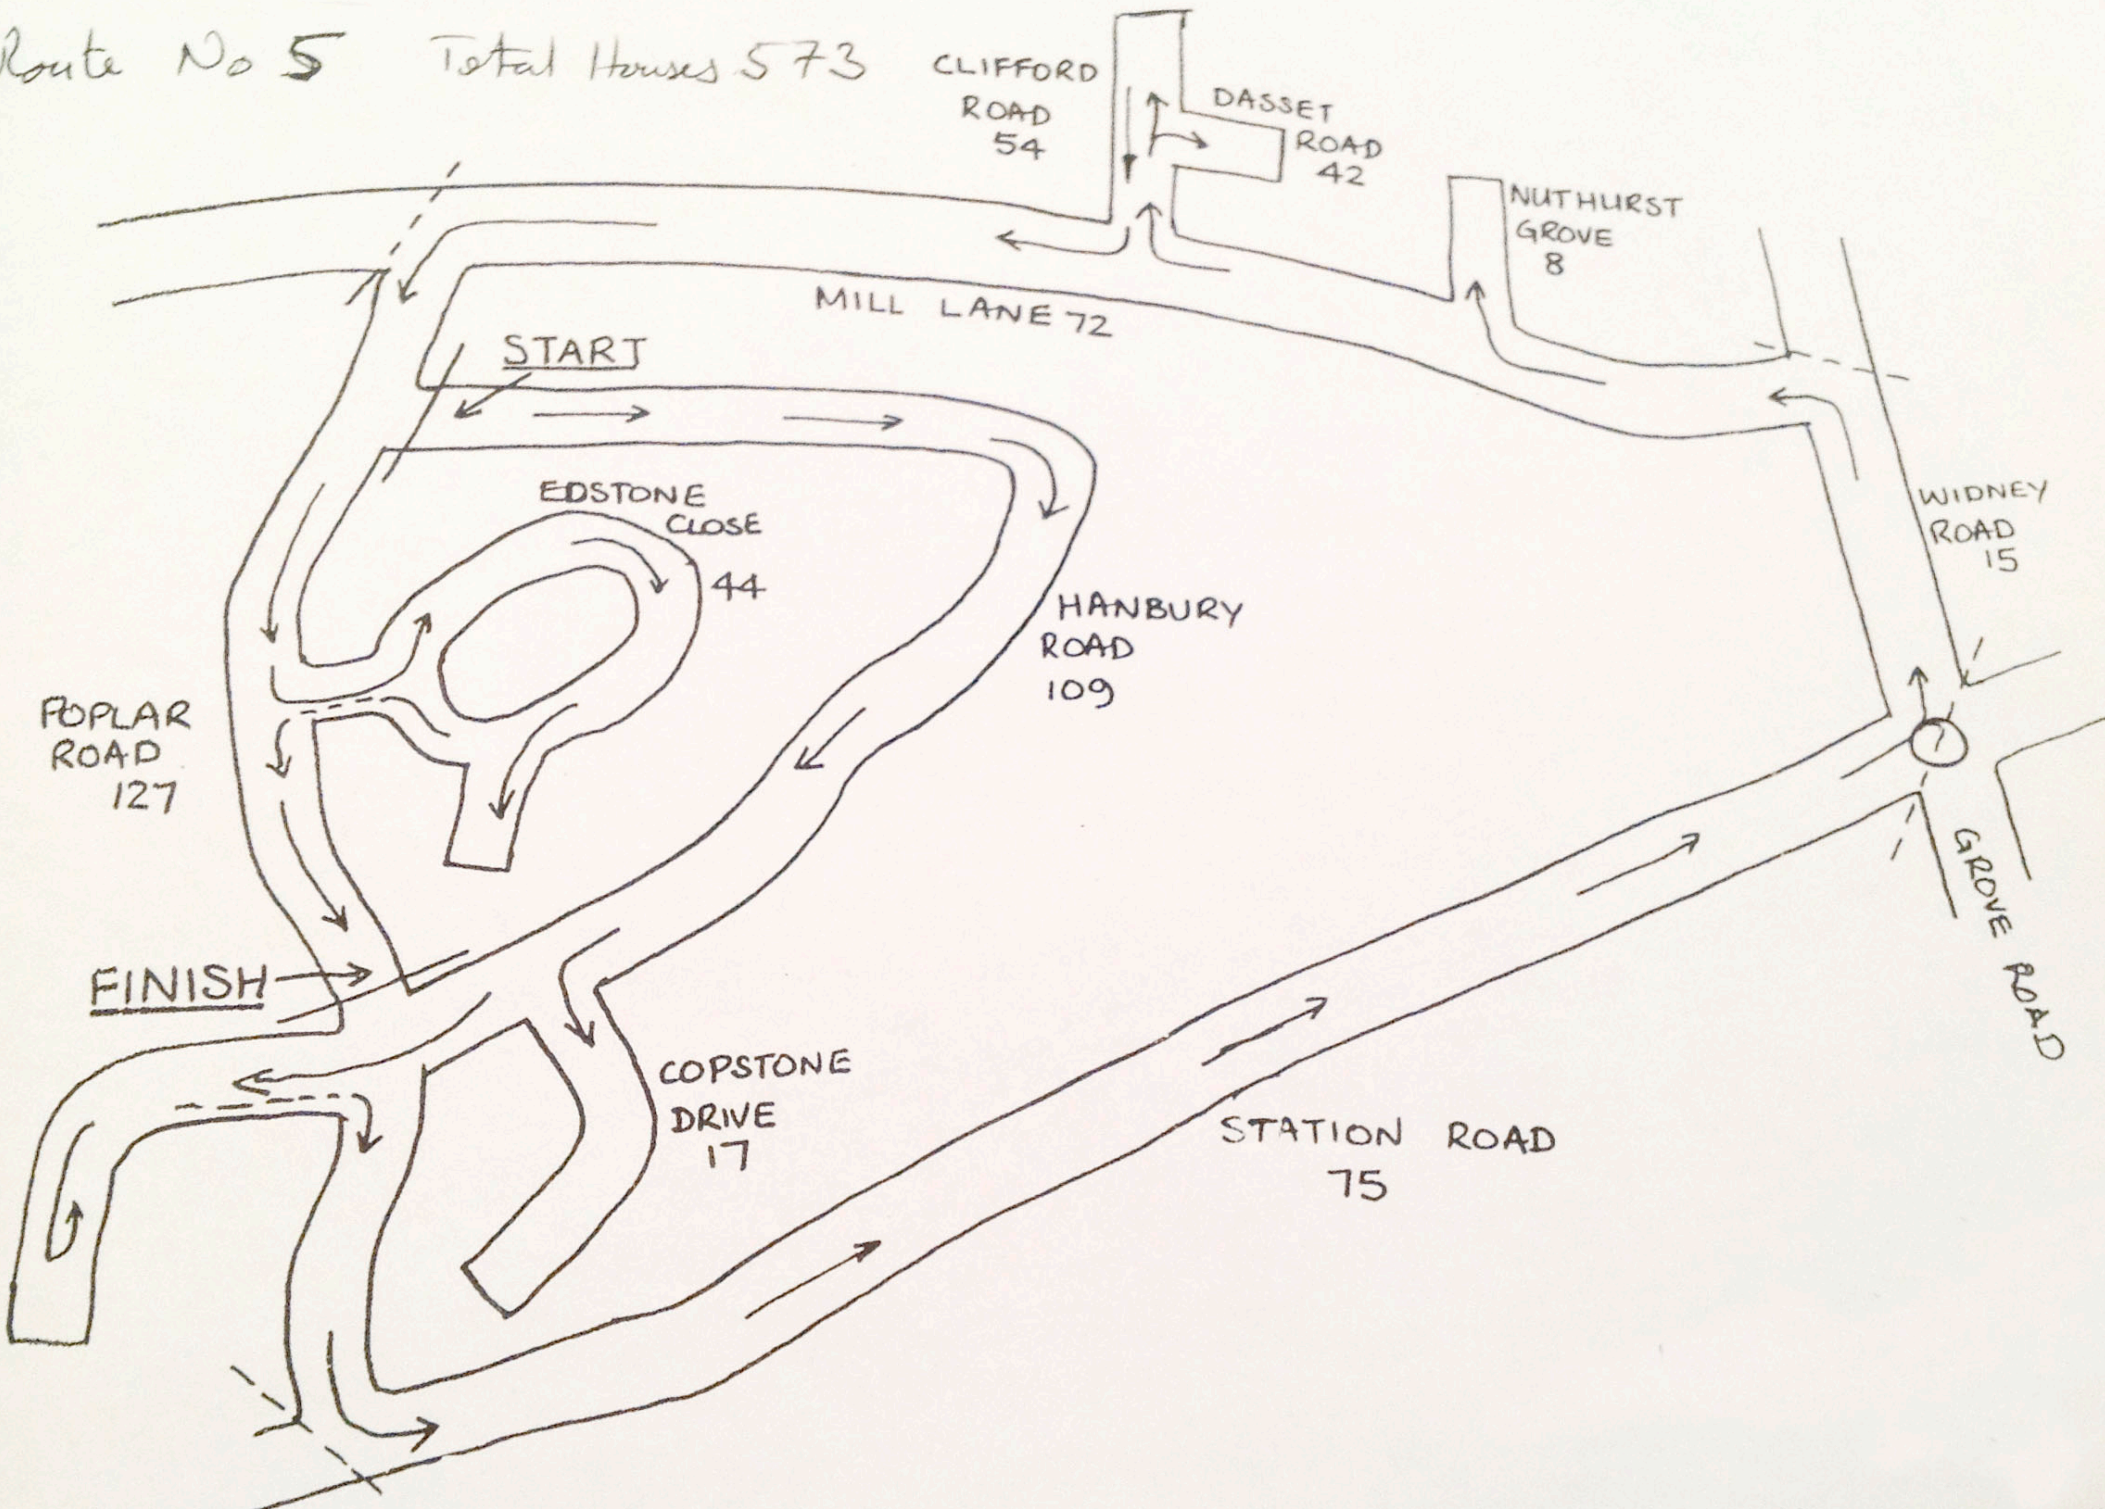 Route No 5 Total Houses 573
CLIFFORD
ROAD
54
DASSET
ROAD
42
NUTHURST
GROVE
8
MILL LANE 72
START
EDSTONE
CLOSE
44
WIDNEY
ROAD
15
HANBURY
ROAD
109
POPLAR
ROAD
127
GROVE ROAD
FINISH
COPSTONE
DRIVE
17
STATION ROAD
75